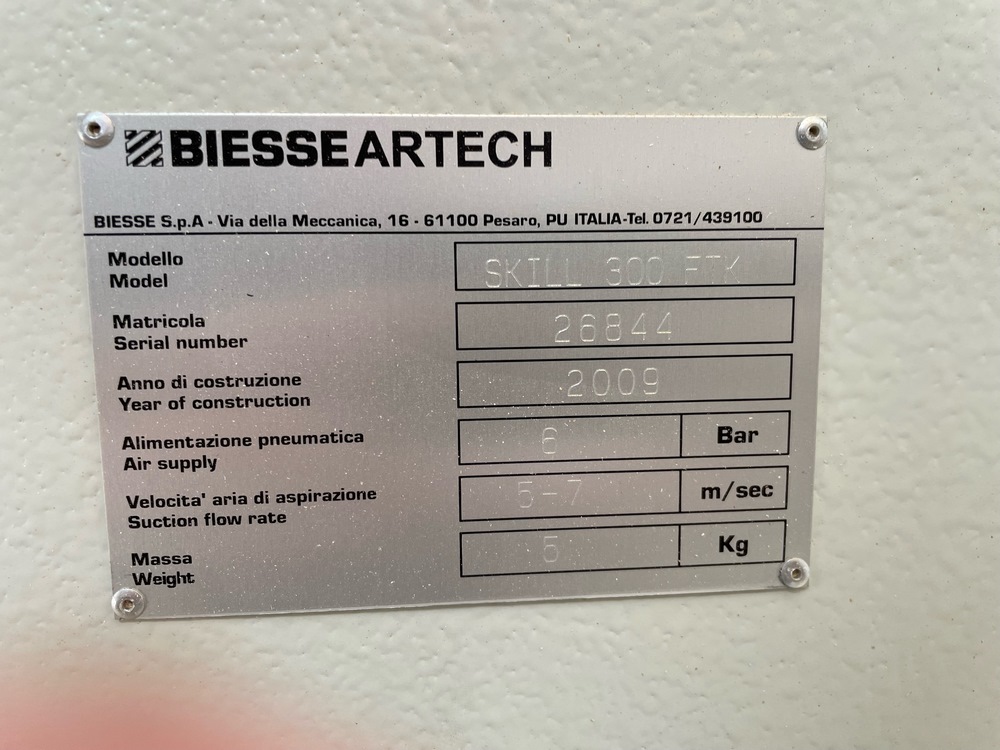 BIESSEARTECH
BIESSE S.p.A - Via della Meccanica, 16 - 61100 Pesaro, PU ITALIA-Tel. 0721/439100
Modello
Model SKILL 300 FTK
Matricola
Serial number 26844
Anno di costruzione
Year of construction 2009
Alimentazione pneumatica
Air supply 6 Bar
Velocita' aria di aspirazione
Suction flow rate 5-7 m/sec
Massa
Weight 5 Kg